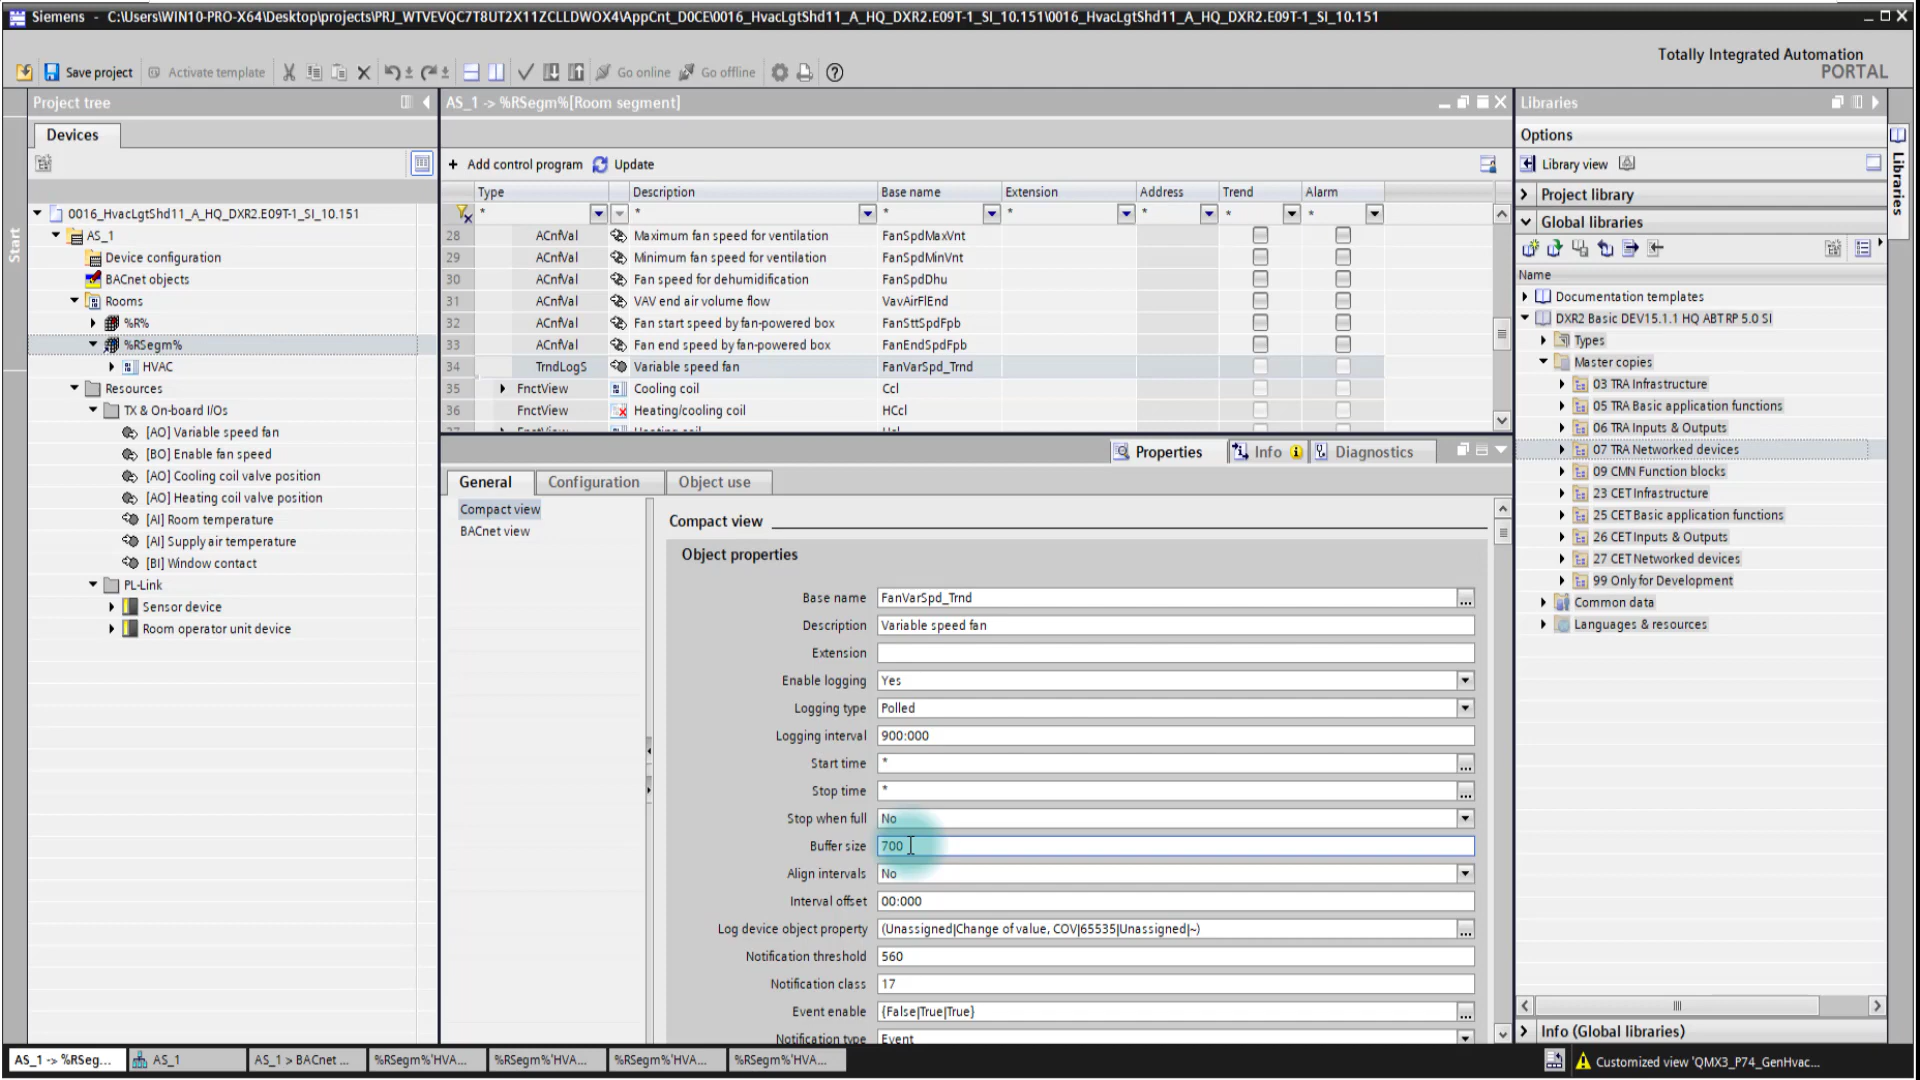 Siemens - C:\Users\WIN10-PRO-X64\Desktop\projects\PRJ_WTVEVQC7T8UT2X11ZCLLDWOX4\AppCnt_D0CE\0016_HvacLgtShd11_A_HQ_DXR2.E09T-1_SI_10.151\0016_HvacLgtShd11_A_HQ_DXR2.E09T-1_SI_10.151
Totally Integrated Automation
PORTAL
Save project Activate template Go online Go offline
Project tree
Devices
Start
0016_HvacLgtShd11_A_HQ_DXR2.E09T-1_SI_10.151
AS_1
Device configuration
BACnet objects
Rooms
%R%
%RSegm%
HVAC
Resources
TX & On-board I/Os
[AO] Variable speed fan
[BO] Enable fan speed
[AO] Cooling coil valve position
[AO] Heating coil valve position
[AI] Room temperature
[AI] Supply air temperature
[BI] Window contact
PL-Link
Sensor device
Room operator unit device
AS_1 -> %RSegm%[Room segment]
Add control program Update
Type Description Base name Extension Address Trend Alarm
* * * * * * *
28 ACnfVal Maximum fan speed for ventilation FanSpdMaxVnt
29 ACnfVal Minimum fan speed for ventilation FanSpdMinVnt
30 ACnfVal Fan speed for dehumidification FanSpdDhu
31 ACnfVal VAV end air volume flow VavAirFlEnd
32 ACnfVal Fan start speed by fan-powered box FanSttSpdFpb
33 ACnfVal Fan end speed by fan-powered box FanEndSpdFpb
34 TrndLogS Variable speed fan FanVarSpd_Trnd
35 FnctView Cooling coil Ccl
36 FnctView Heating/cooling coil HCcl
Properties Info Diagnostics
General Configuration Object use
Compact view
BACnet view
Compact view
Object properties
Base name FanVarSpd_Trnd ...
Description Variable speed fan
Extension
Enable logging Yes
Logging type Polled
Logging interval 900:000
Start time * ...
Stop time * ...
Stop when full No
Buffer size 700
Align intervals No
Interval offset 00:000
Log device object property (Unassigned|Change of value, COV|65535|Unassigned|~) ...
Notification threshold 560
Notification class 17
Event enable {False|True|True} ...
Notification type Event
Libraries
Options
Library view
Project library
Global libraries
Name
Documentation templates
DXR2 Basic DEV15.1.1 HQ ABT RP 5.0 SI
Types
Master copies
03 TRA Infrastructure
05 TRA Basic application functions
06 TRA Inputs & Outputs
07 TRA Networked devices
09 CMN Function blocks
23 CET Infrastructure
25 CET Basic application functions
26 CET Inputs & Outputs
27 CET Networked devices
99 Only for Development
Common data
Languages & resources
Info (Global libraries)
Libraries
AS_1 -> %RSeg... AS_1 AS_1 > BACnet ... %RSegm%'HVA... %RSegm%'HVA... %RSegm%'HVA... %RSegm%'HVA... Customized view 'QMX3_P74_GenHvac...